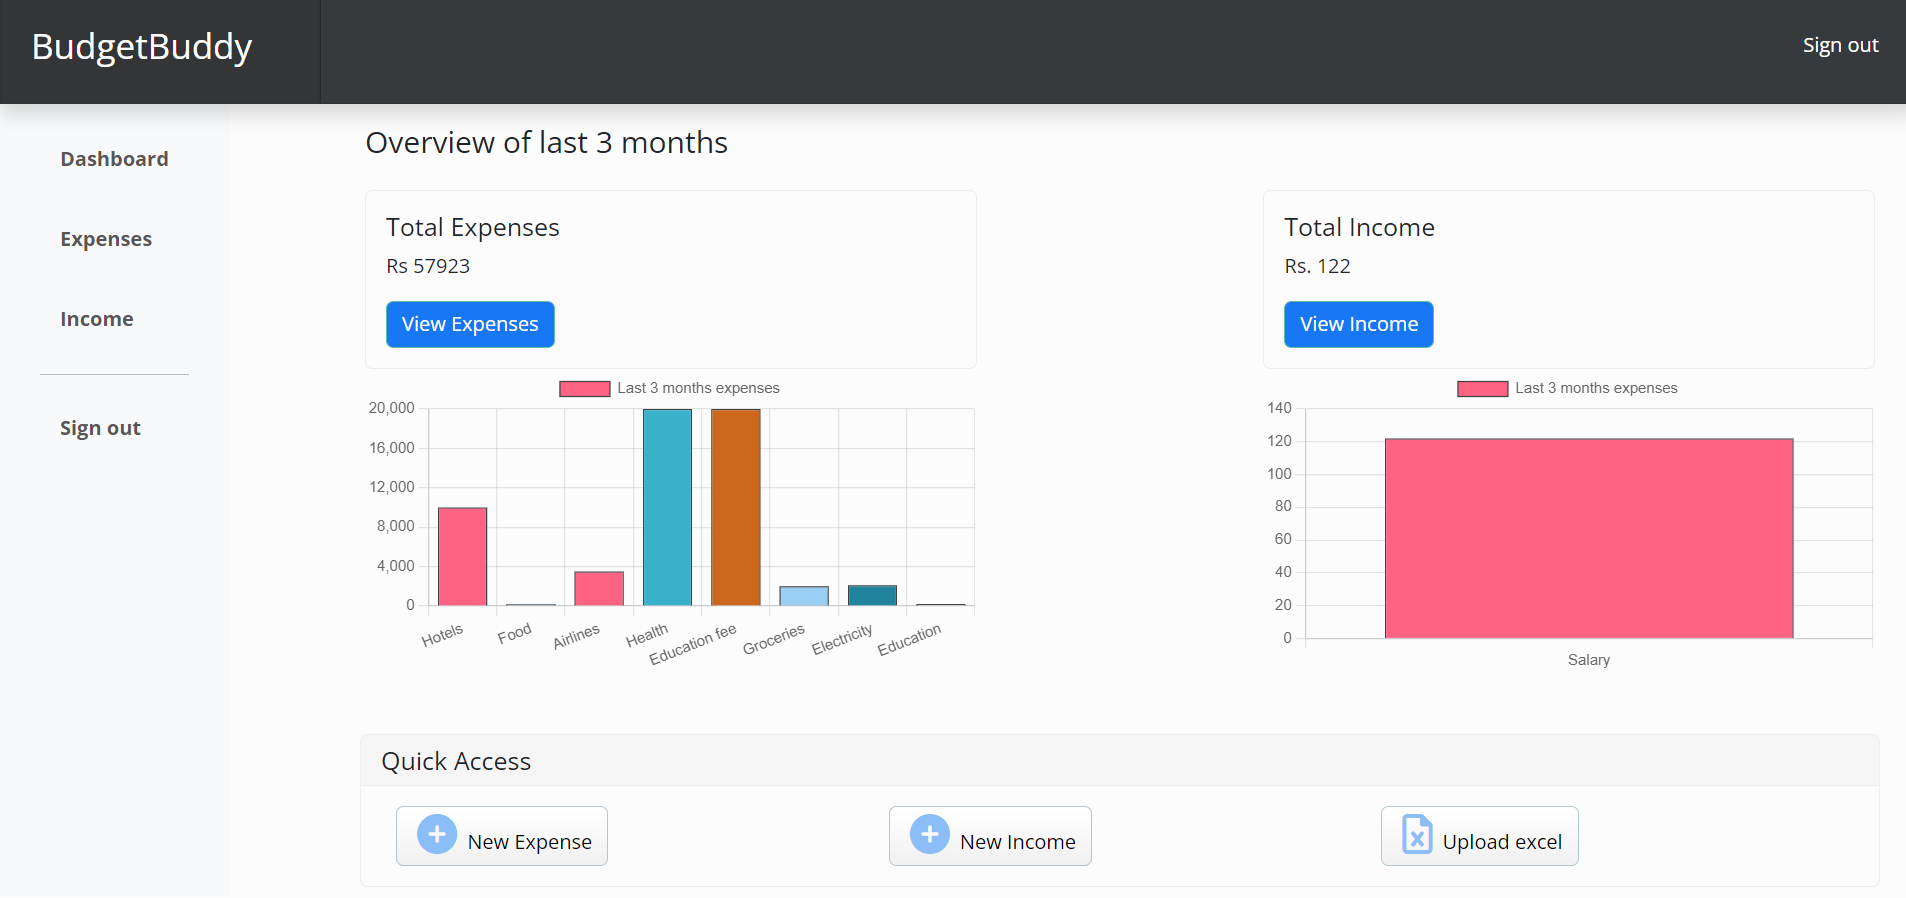 BudgetBuddy
Sign out
Dashboard
Expenses
Income
Sign out
Overview of last 3 months
Total Expenses
Rs 57923
View Expenses
Last 3 months expenses
20,000
16,000
12,000
8,000
4,000
0
Hotels
Food
Airlines
Health
Education fee
Groceries
Electricity
Education
Total Income
Rs. 122
View Income
Last 3 months expenses
140
120
100
80
60
40
20
0
Salary
Quick Access
New Expense
New Income
Upload excel